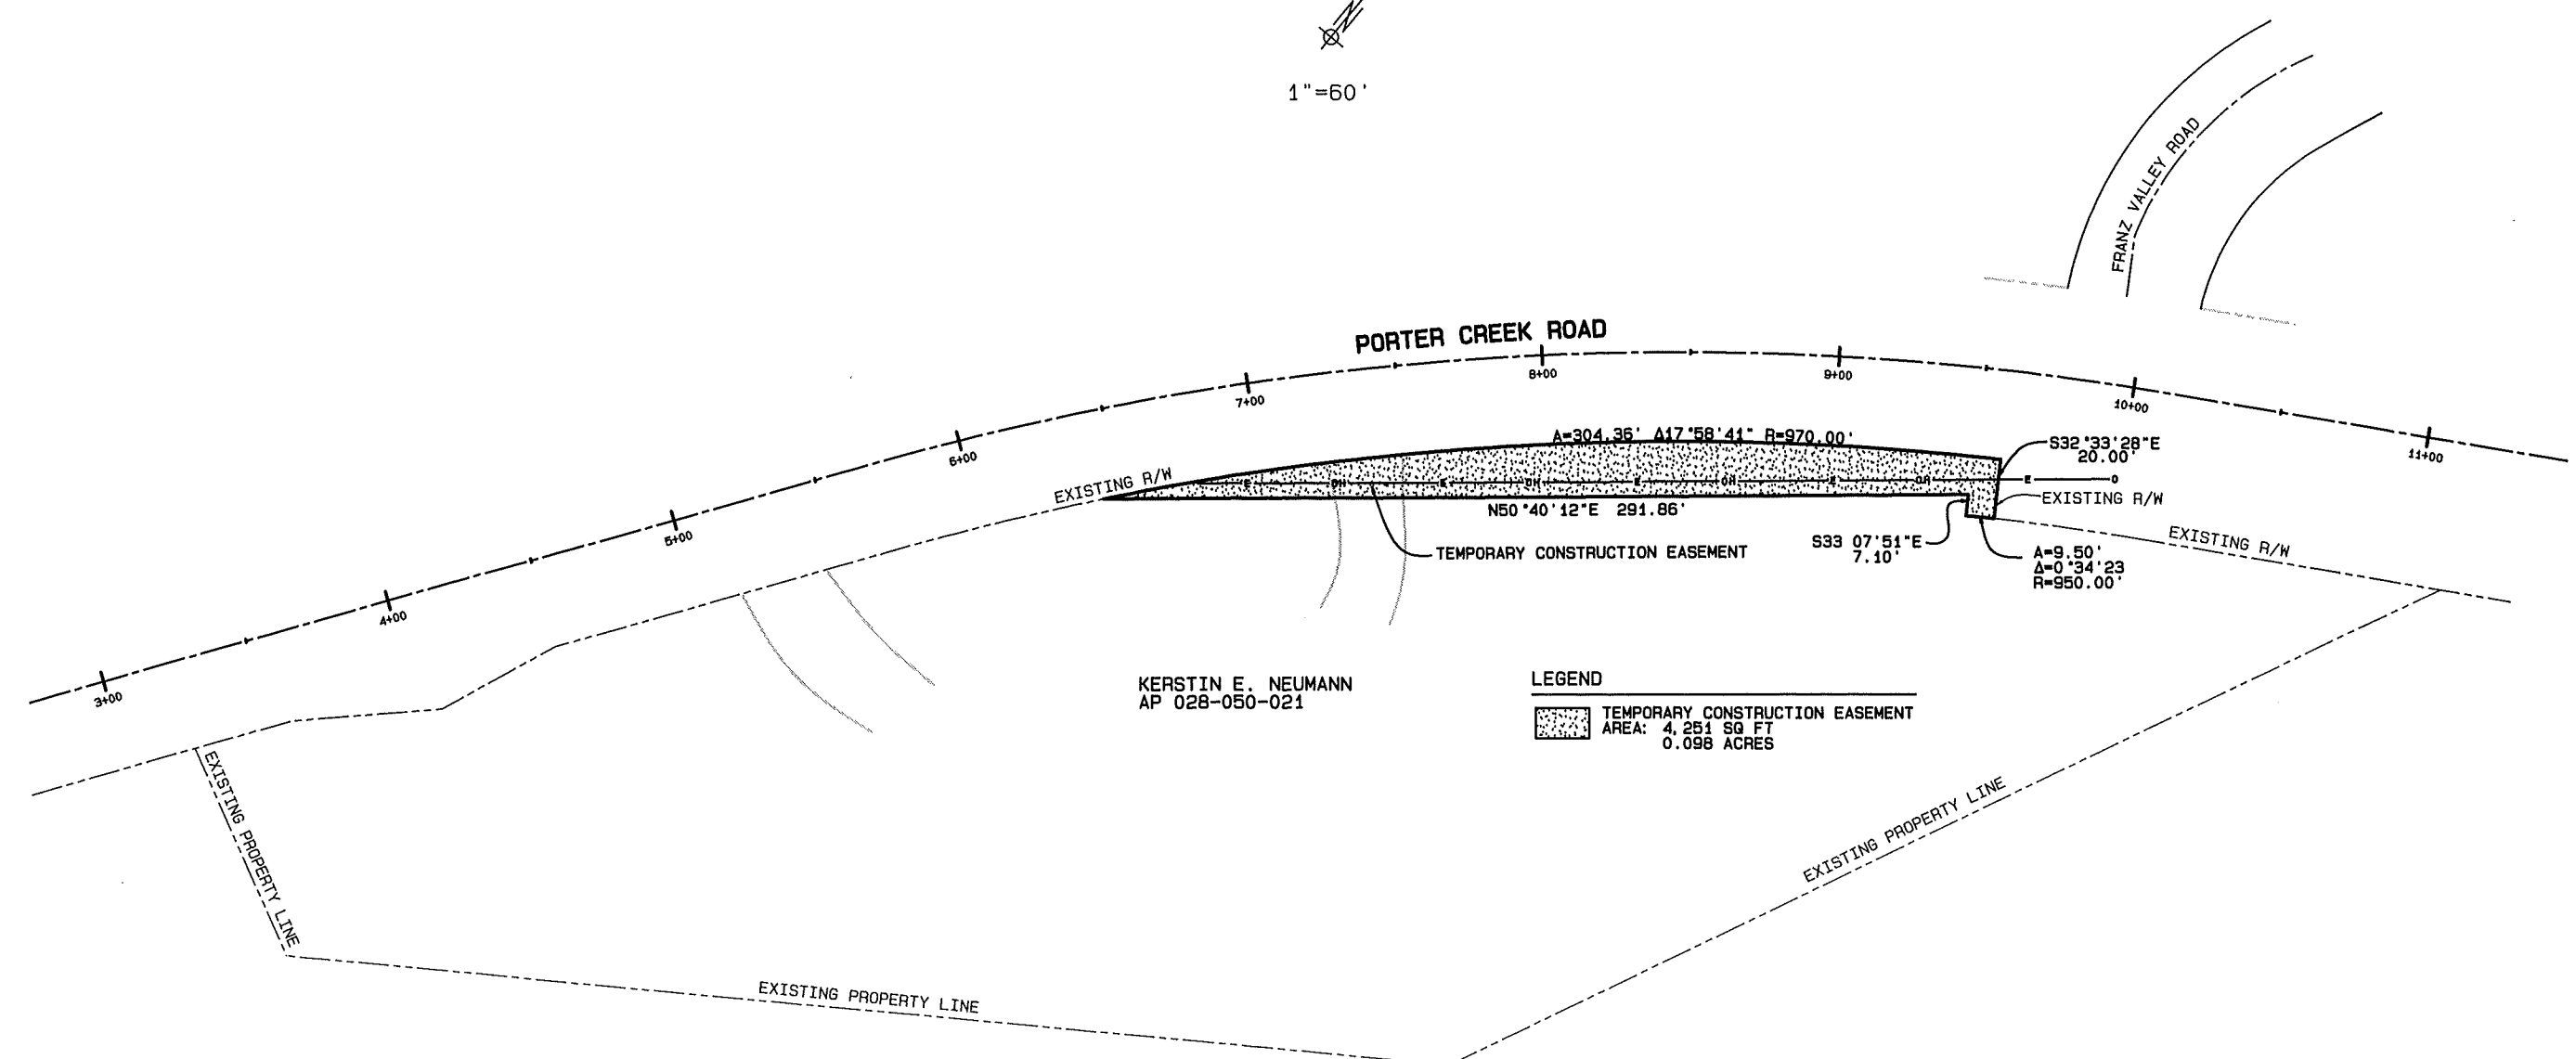 N
1"=60'
FRANZ VALLEY ROAD
PORTER CREEK ROAD
3+00
4+00
5+00
6+00
7+00
8+00
9+00
10+00
11+00
A=304.36' Δ17°58'41" R=970.00'
S32°33'28"E
20.00'
EXISTING R/W
E OH E OH E OH E OH E O
EXISTING R/W
N50°40'12"E 291.86'
EXISTING R/W
TEMPORARY CONSTRUCTION EASEMENT
S33 07'51"E
7.10'
A=9.50'
Δ=0°34'23
R=950.00'
KERSTIN E. NEUMANN
AP 028-050-021
LEGEND
TEMPORARY CONSTRUCTION EASEMENT
AREA: 4,251 SQ FT
0.098 ACRES
EXISTING PROPERTY LINE
EXISTING PROPERTY LINE
EXISTING PROPERTY LINE